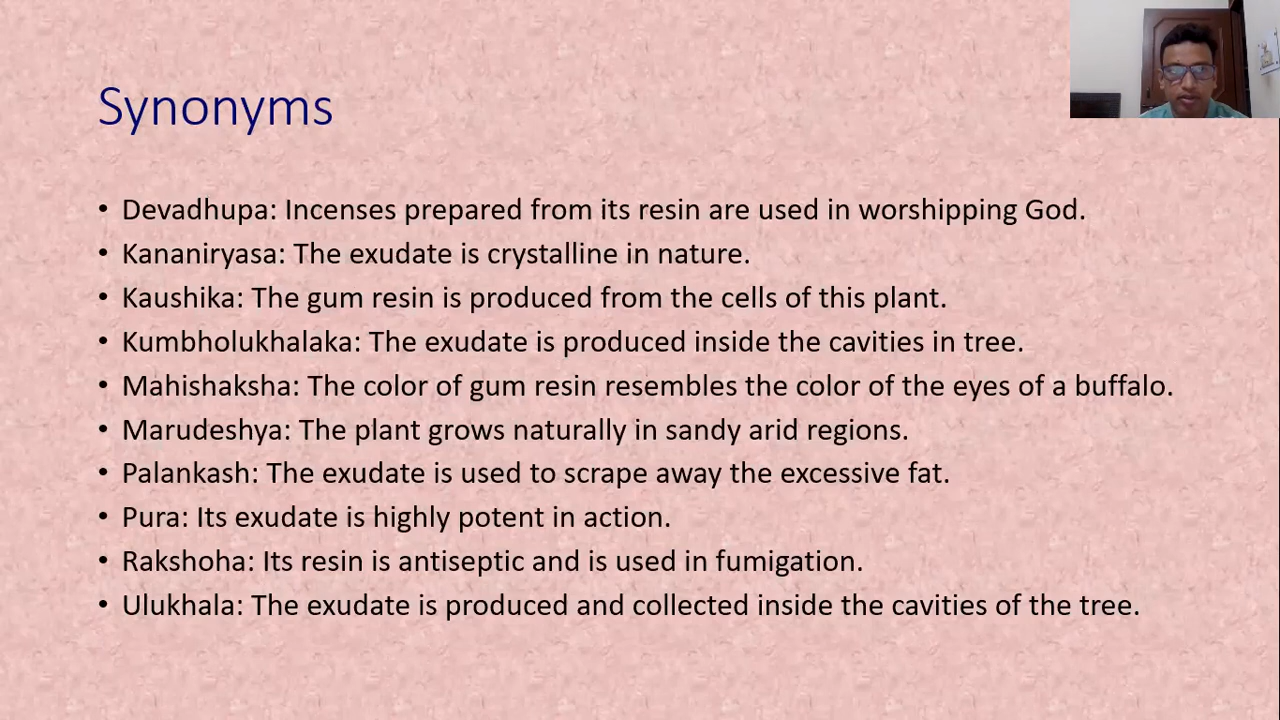 Synonyms
• Devadhupa: Incenses prepared from its resin are used in worshipping God.
• Kananiryasa: The exudate is crystalline in nature.
• Kaushika: The gum resin is produced from the cells of this plant.
• Kumbholukhalaka: The exudate is produced inside the cavities in tree.
• Mahishaksha: The color of gum resin resembles the color of the eyes of a buffalo.
• Marudeshya: The plant grows naturally in sandy arid regions.
• Palankash: The exudate is used to scrape away the excessive fat.
• Pura: Its exudate is highly potent in action.
• Rakshoha: Its resin is antiseptic and is used in fumigation.
• Ulukhala: The exudate is produced and collected inside the cavities of the tree.